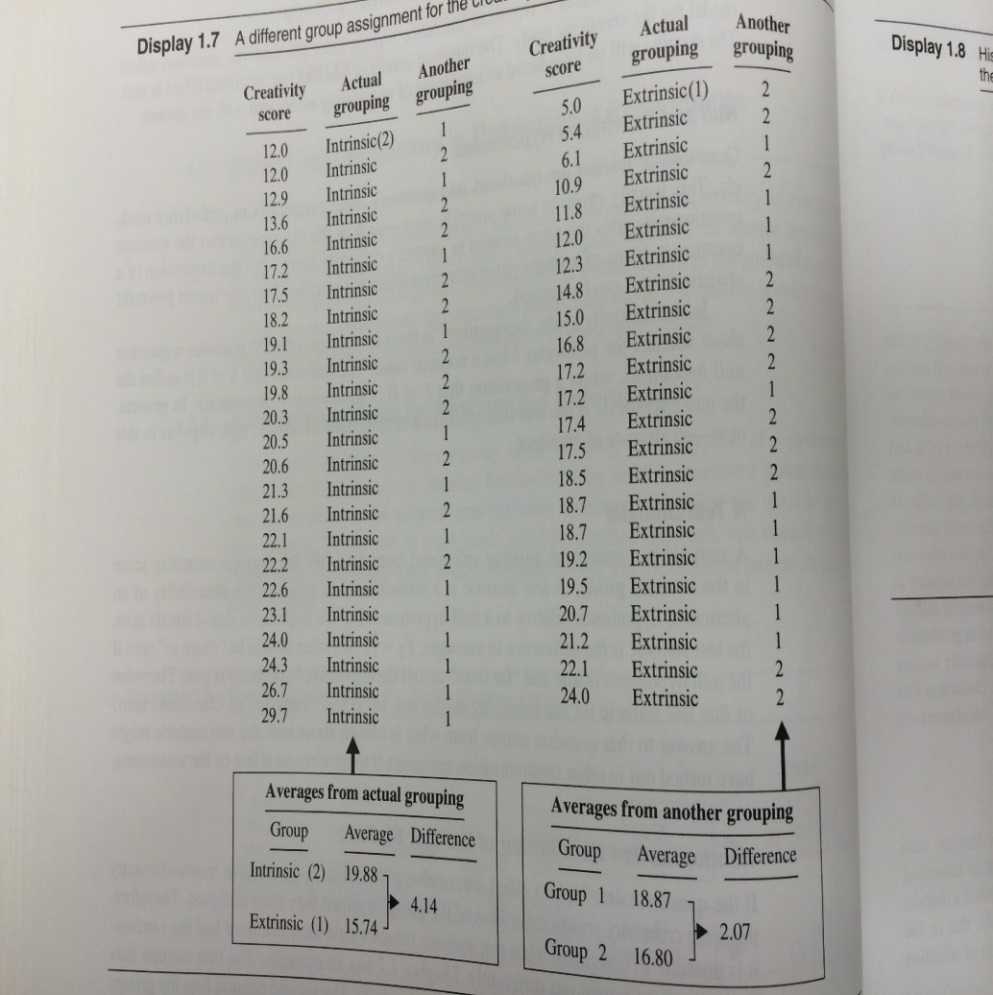 Display 1.7 A different group assignment for the
Creativity score Actual grouping Another grouping
12.0 Intrinsic(2) 1
12.0 Intrinsic 2
12.9 Intrinsic 1
13.6 Intrinsic 2
16.6 Intrinsic 2
17.2 Intrinsic 1
17.5 Intrinsic 2
18.2 Intrinsic 2
19.1 Intrinsic 1
19.3 Intrinsic 2
19.8 Intrinsic 2
20.3 Intrinsic 2
20.5 Intrinsic 1
20.6 Intrinsic 2
21.3 Intrinsic 1
21.6 Intrinsic 2
22.1 Intrinsic 1
22.2 Intrinsic 2
22.6 Intrinsic 1
23.1 Intrinsic 1
24.0 Intrinsic 1
24.3 Intrinsic 1
26.7 Intrinsic 1
29.7 Intrinsic 1
Creativity score Actual grouping Another grouping
5.0 Extrinsic(1) 2
5.4 Extrinsic 2
6.1 Extrinsic 1
10.9 Extrinsic 2
11.8 Extrinsic 1
12.0 Extrinsic 1
12.3 Extrinsic 1
14.8 Extrinsic 2
15.0 Extrinsic 2
16.8 Extrinsic 2
17.2 Extrinsic 2
17.2 Extrinsic 1
17.4 Extrinsic 2
17.5 Extrinsic 2
18.5 Extrinsic 2
18.7 Extrinsic 1
18.7 Extrinsic 1
19.2 Extrinsic 1
19.5 Extrinsic 1
20.7 Extrinsic 1
21.2 Extrinsic 1
22.1 Extrinsic 2
24.0 Extrinsic 2
Averages from actual grouping
Group Average Difference
Intrinsic (2) 19.88
4.14
Extrinsic (1) 15.74
Averages from another grouping
Group Average Difference
Group 1 18.87
2.07
Group 2 16.80
Display 1.8